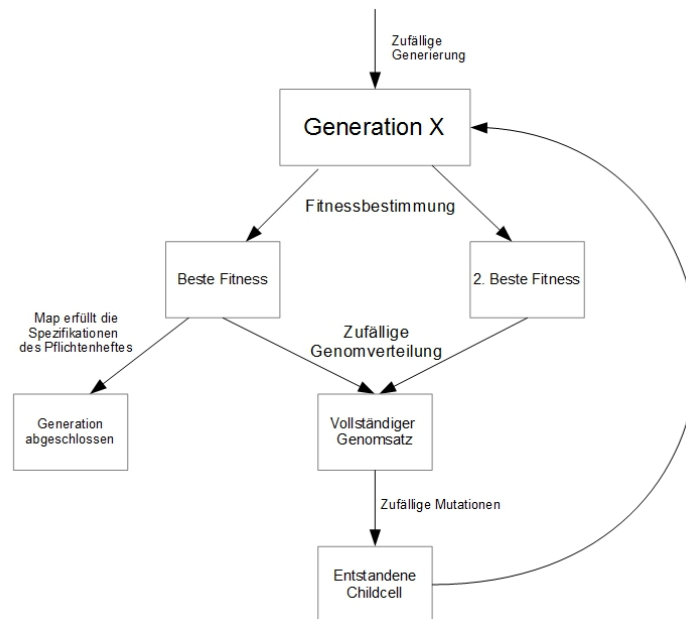 Zufällige
Generierung
Generation X
Fitnessbestimmung
Beste Fitness
2. Beste Fitness
Map erfüllt die
Spezifikationen
des Pflichtenheftes
Zufällige
Genomverteilung
Generation
abgeschlossen
Vollständiger
Genomsatz
Zufällige Mutationen
Entstandene
Childcell